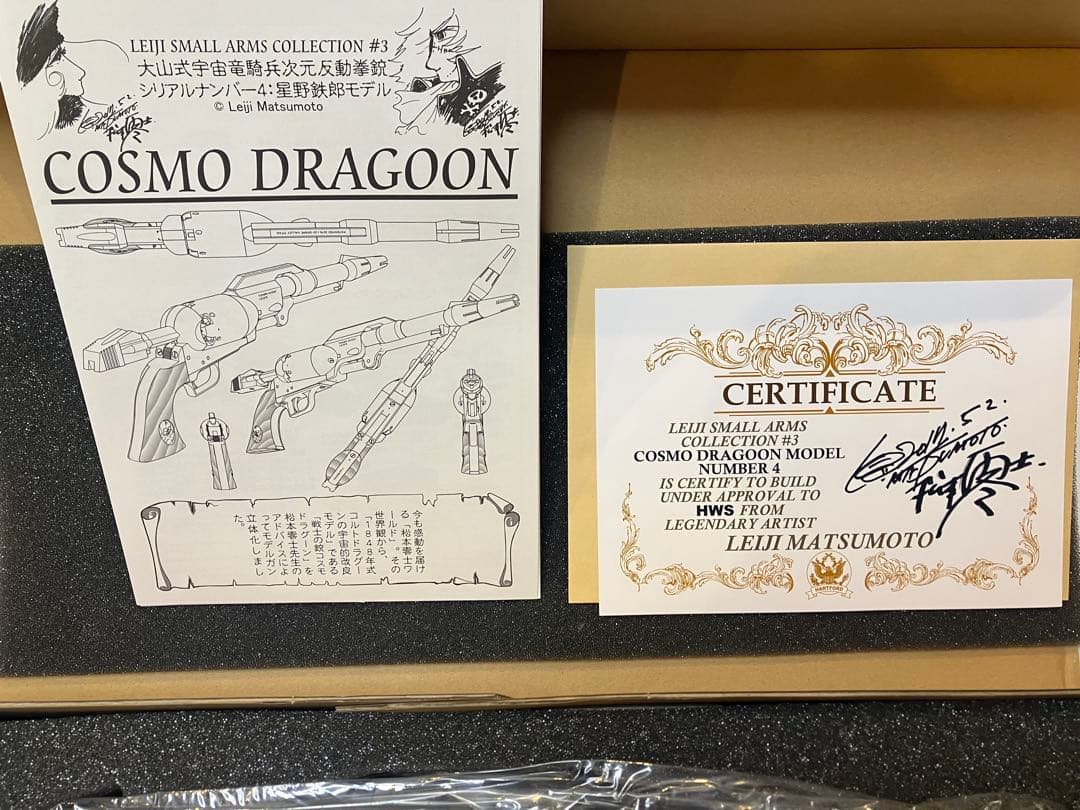 LEIJI SMALL ARMS COLLECTION #3
大山式宇宙竜騎兵次元反動拳銃
シリアルナンバー4:星野鉄郎モデル
© Leiji Matsumoto
COSMO DRAGOON
今も感動を届け
る「松本零士ワ
ールド」。その
世界観から、
「1848年式
コルトドラグー
ンの宇宙的改良
モデル」である
「戦士の銃コスモ
ドラグーン」を
松本零士先生の
アドバイスによ
ってモデルガン
立体化しまし
た。
CERTIFICATE
LEIJI SMALL ARMS
COLLECTION #3
COSMO DRAGOON MODEL
NUMBER 4
IS CERTIFY TO BUILD
UNDER APPROVAL TO
HWS FROM
LEGENDARY ARTIST
LEIJI MATSUMOTO
HARTFORD